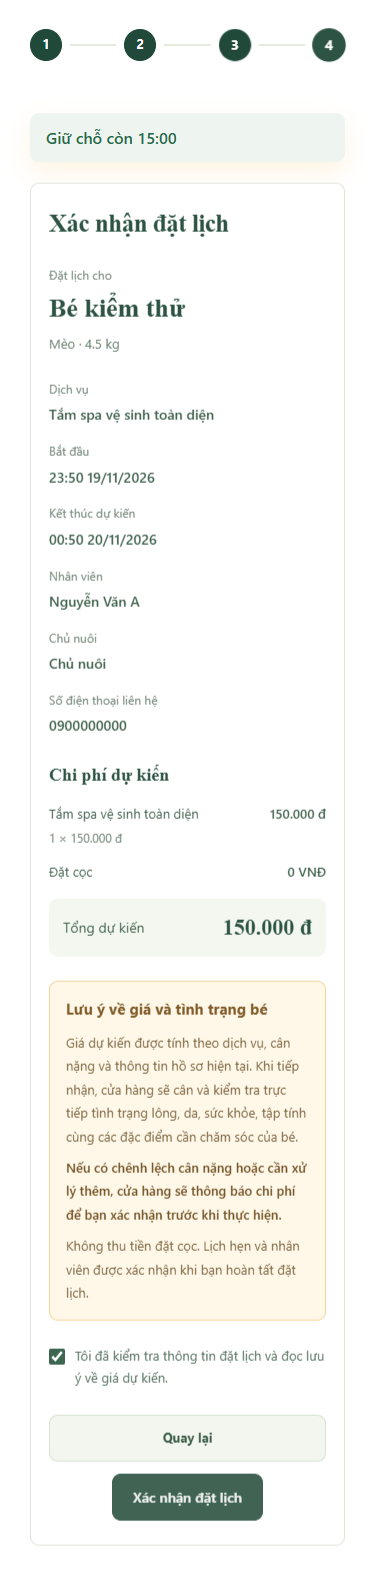 1 2 3 4
Giữ chỗ còn 15:00
Xác nhận đặt lịch
Đặt lịch cho
Bé kiểm thử
Mèo · 4.5 kg
Dịch vụ
Tắm spa vệ sinh toàn diện
Bắt đầu
23:50 19/11/2026
Kết thúc dự kiến
00:50 20/11/2026
Nhân viên
Nguyễn Văn A
Chủ nuôi
Chủ nuôi
Số điện thoại liên hệ
0900000000
Chi phí dự kiến
Tắm spa vệ sinh toàn diện 150.000 đ
1 × 150.000 đ
Đặt cọc 0 VNĐ
Tổng dự kiến 150.000 đ
Lưu ý về giá và tình trạng bé
Giá dự kiến được tính theo dịch vụ, cân
nặng và thông tin hồ sơ hiện tại. Khi tiếp
nhận, cửa hàng sẽ cân và kiểm tra trực
tiếp tình trạng lông, da, sức khỏe, tập tính
cùng các đặc điểm cần chăm sóc của bé.
Nếu có chênh lệch cân nặng hoặc cần xử
lý thêm, cửa hàng sẽ thông báo chi phí
để bạn xác nhận trước khi thực hiện.
Không thu tiền đặt cọc. Lịch hẹn và nhân
viên được xác nhận khi bạn hoàn tất đặt
lịch.
Tôi đã kiểm tra thông tin đặt lịch và đọc lưu
ý về giá dự kiến.
Quay lại
Xác nhận đặt lịch